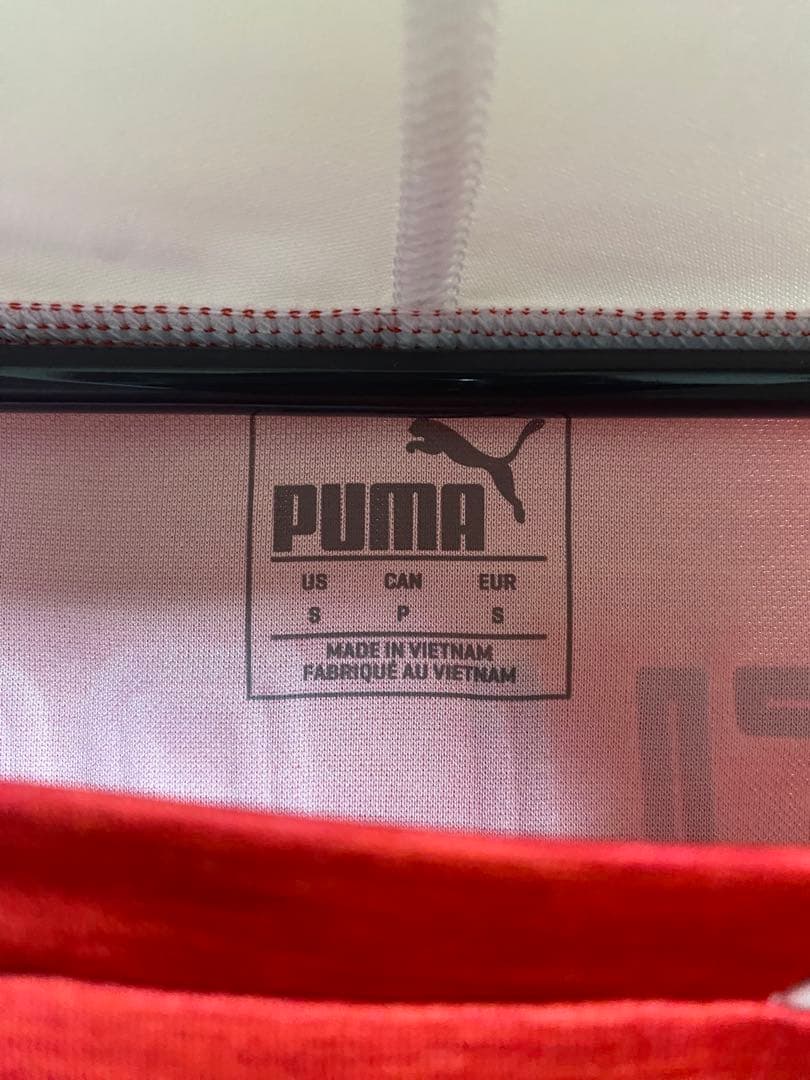 PUMA
US CAN EUR
S P S
MADE IN VIETNAM
FABRIQUÉ AU VIETNAM